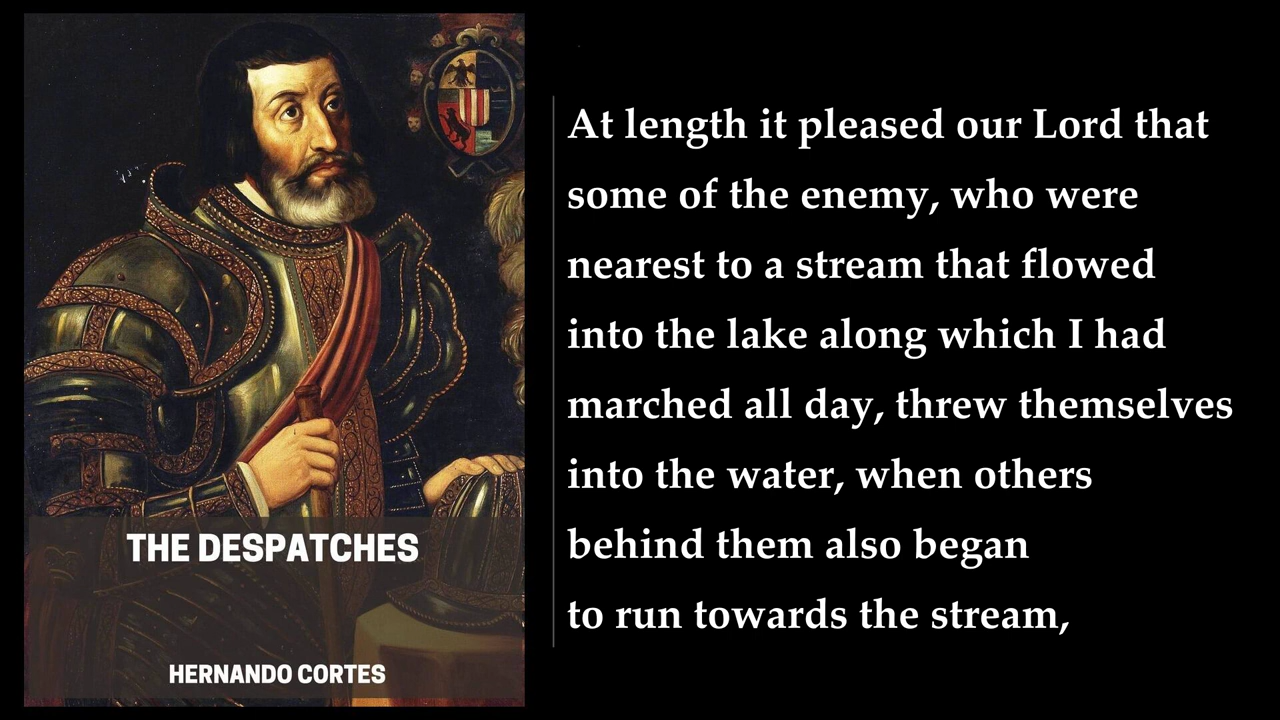 THE DESPATCHES
HERNANDO CORTES
At length it pleased our Lord that
some of the enemy, who were
nearest to a stream that flowed
into the lake along which I had
marched all day, threw themselves
into the water, when others
behind them also began
to run towards the stream,